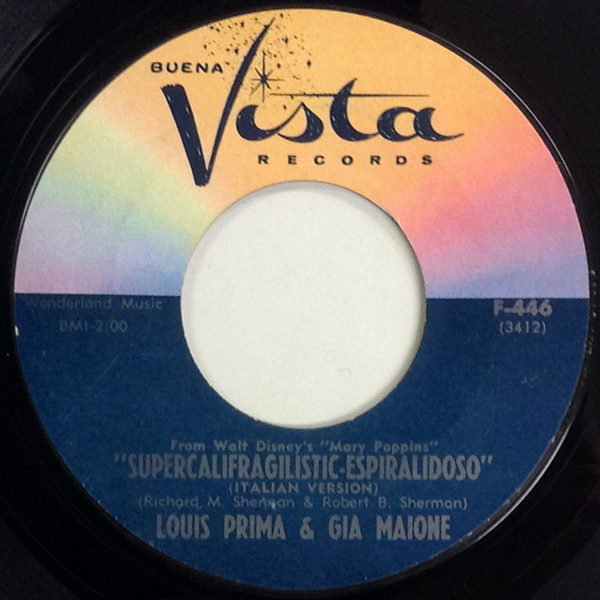 BUENA
Vista
RECORDS
Wonderland Music
BMI-2:00
F-446
(3412)
From Walt Disney's "Mary Poppins"
"SUPERCALIFRAGILISTIC-ESPIRALIDOSO"
(ITALIAN VERSION)
(Richard M. Sherman & Robert B. Sherman)
LOUIS PRIMA & GIA MAIONE